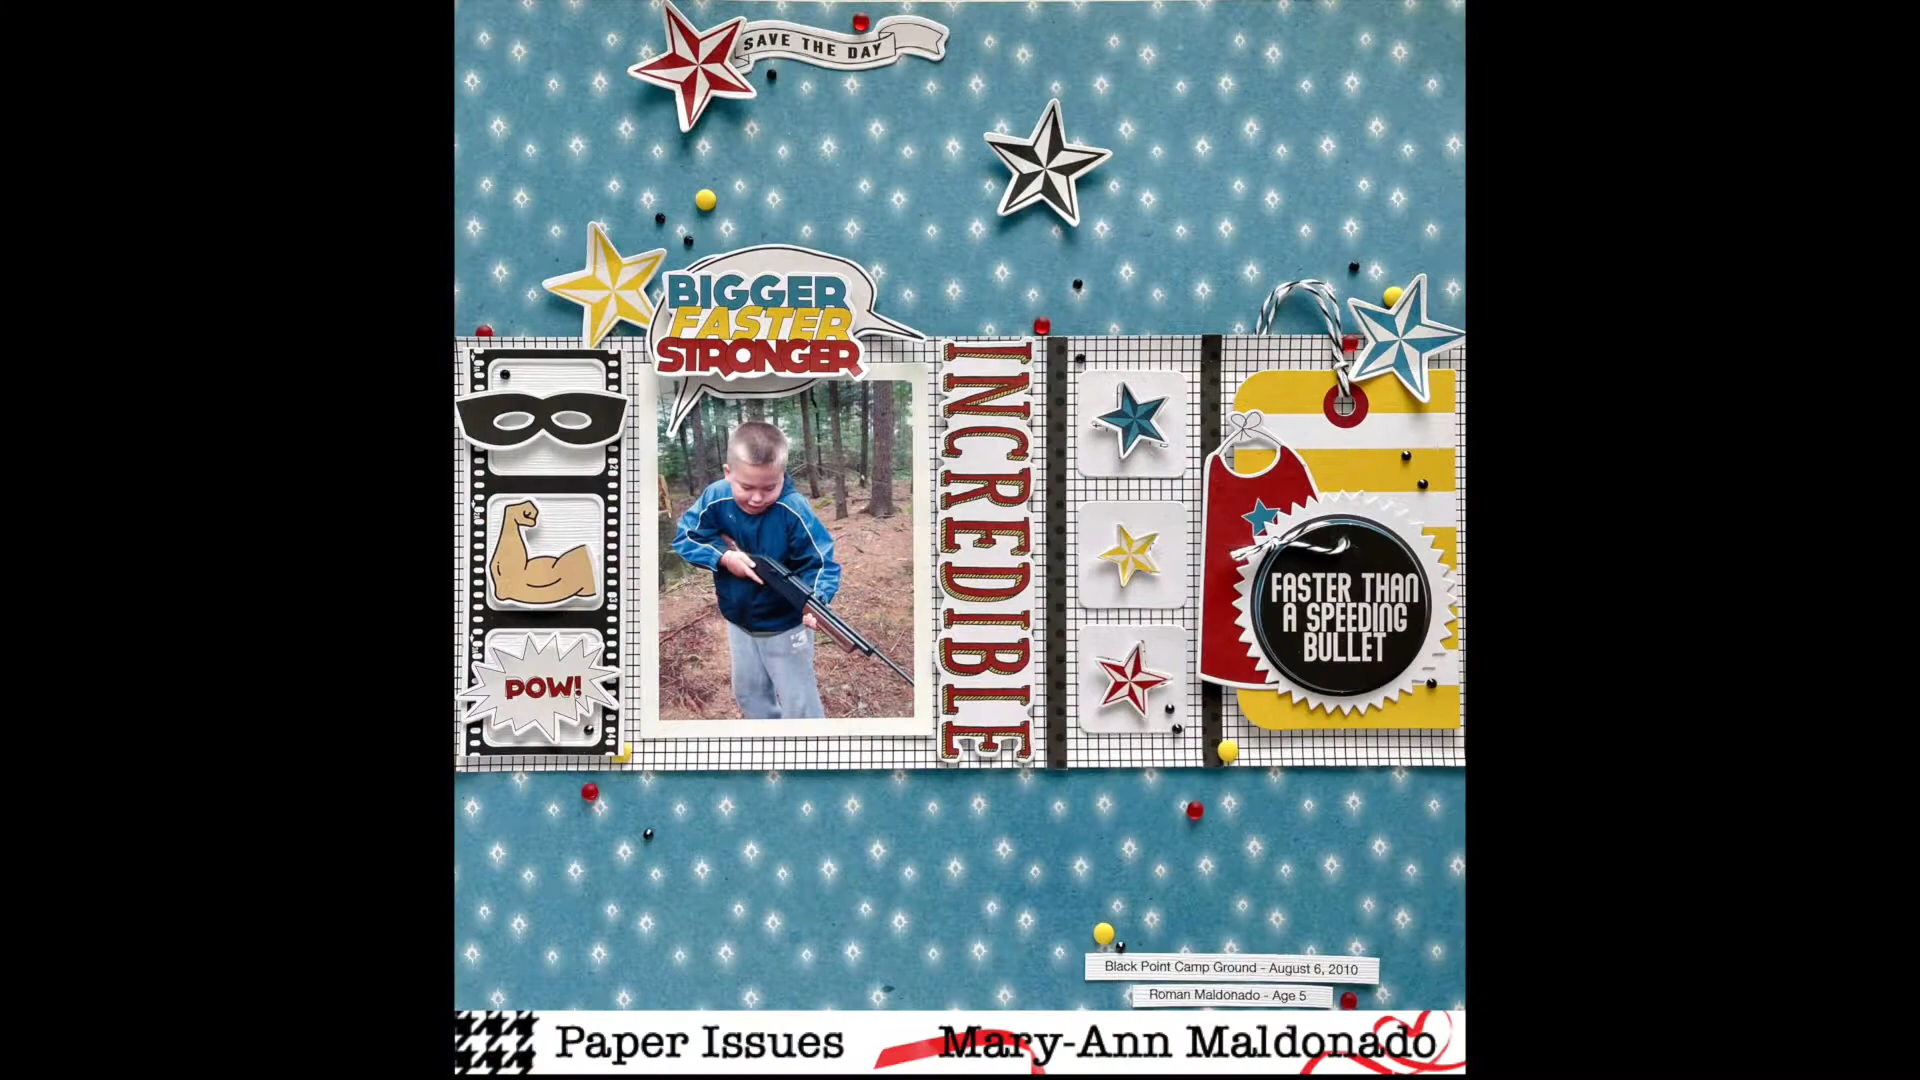 SAVE THE DAY
BIGGER
FASTER
STRONGER
INCREDIBLE
POW!
FASTER THAN
A SPEEDING
BULLET
Black Point Camp Ground - August 6, 2010
Roman Maldonado - Age 5
Paper Issues Mary-Ann Maldonado